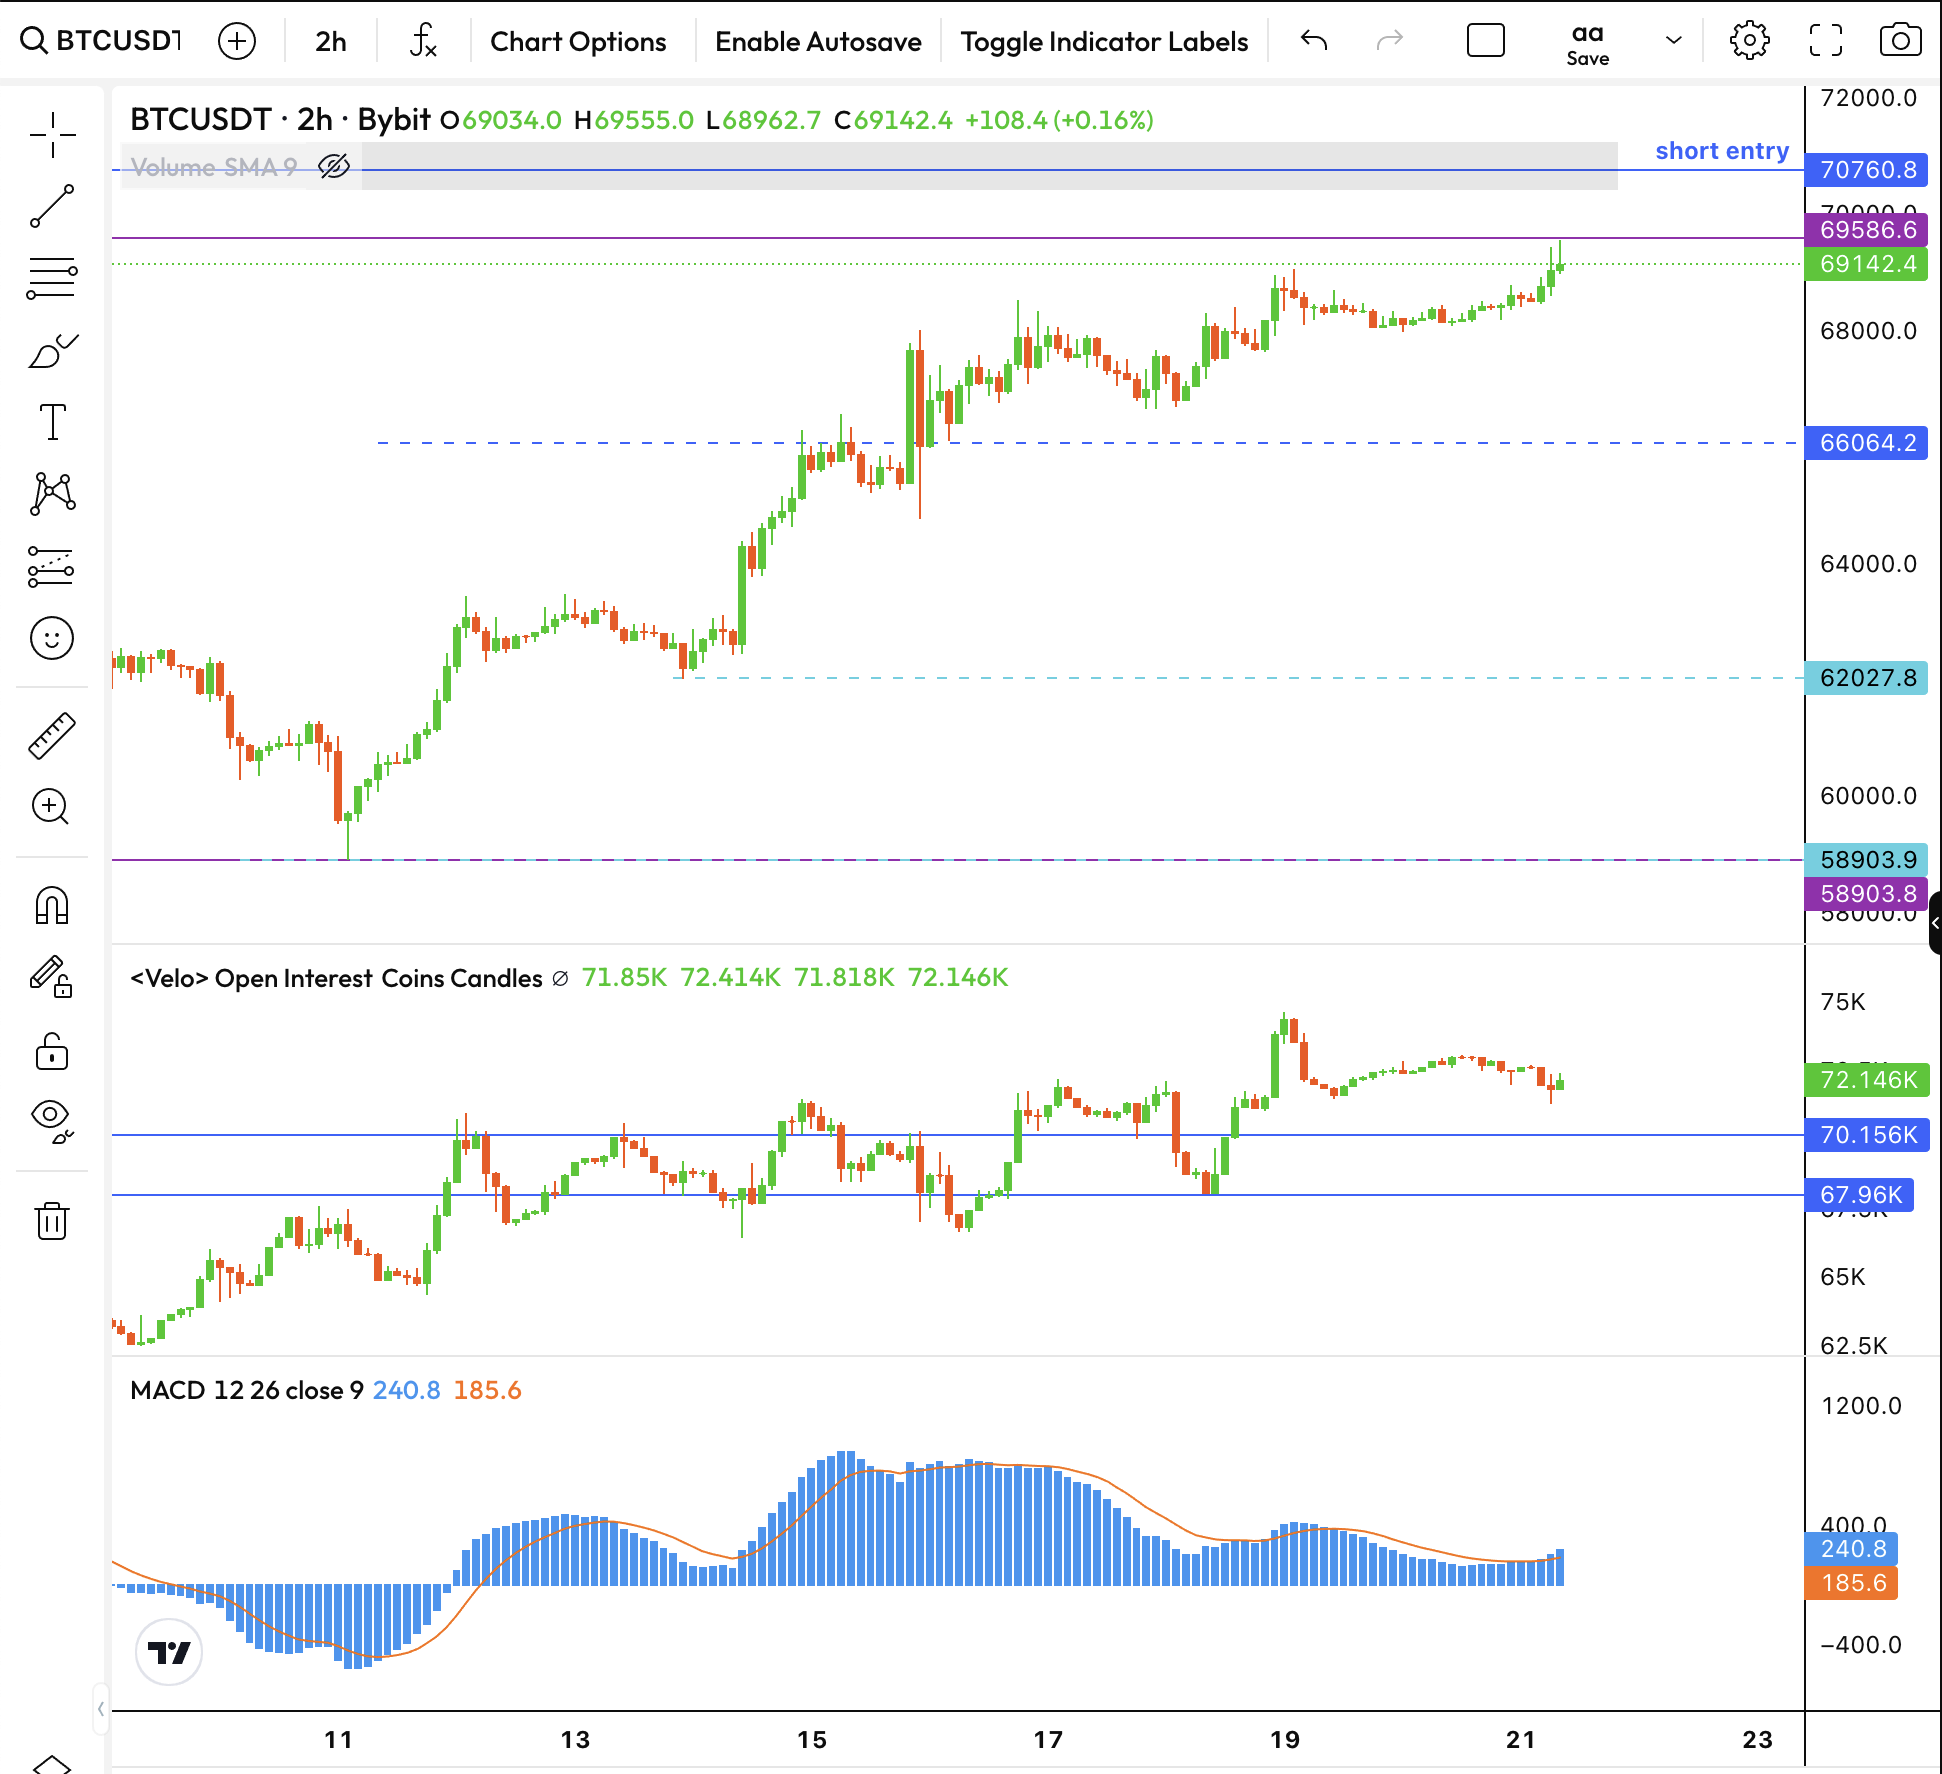 BTCUSDT
2h
fx
Chart Options
Enable Autosave
Toggle Indicator Labels
aa
Save
BTCUSDT · 2h · Bybit O69034.0 H69555.0 L68962.7 C69142.4 +108.4 (+0.16%)
Volume SMA 9
short entry
72000.0
70760.8
70000.0
69586.6
69142.4
68000.0
66064.2
64000.0
62027.8
60000.0
58903.9
58903.8
58000.0
<Velo> Open Interest Coins Candles ∅ 71.85K 72.414K 71.818K 72.146K
75K
72.146K
70.156K
67.96K
65K
62.5K
MACD 12 26 close 9 240.8 185.6
1200.0
400.0
240.8
185.6
−400.0
11 13 15 17 19 21 23